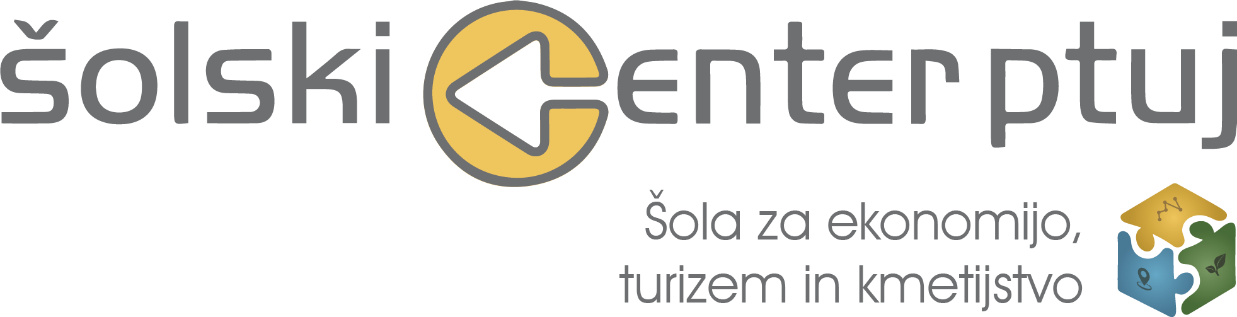 šolski center ptuj
Šola za ekonomijo,
turizem in kmetijstvo